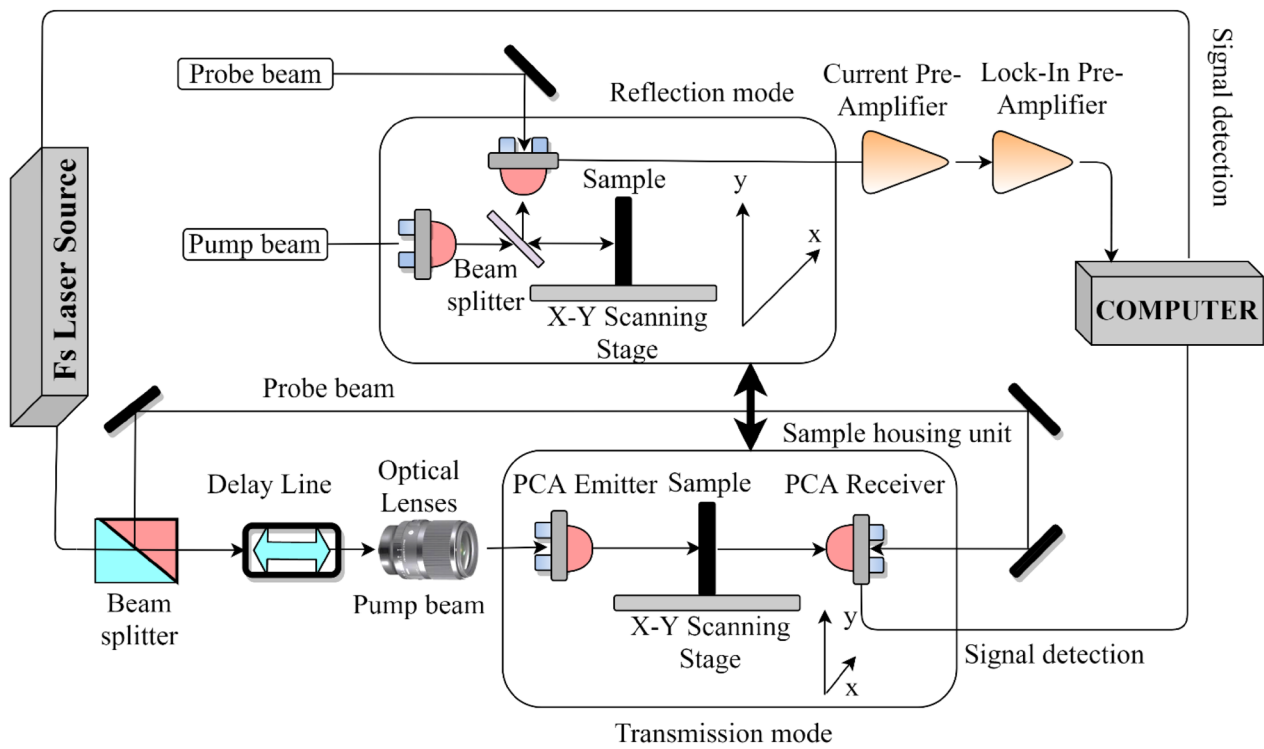 Probe beam
Reflection mode
Current Pre-
Amplifier
Lock-In Pre-
Amplifier
Signal detection
Fs Laser Source
Sample
y
x
Pump beam
Beam
splitter
X-Y Scanning
Stage
COMPUTER
Probe beam
Sample housing unit
Delay Line
Optical
Lenses
PCA Emitter
Sample
PCA Receiver
Beam
splitter
Pump beam
X-Y Scanning
Stage
y
x
Signal detection
Transmission mode